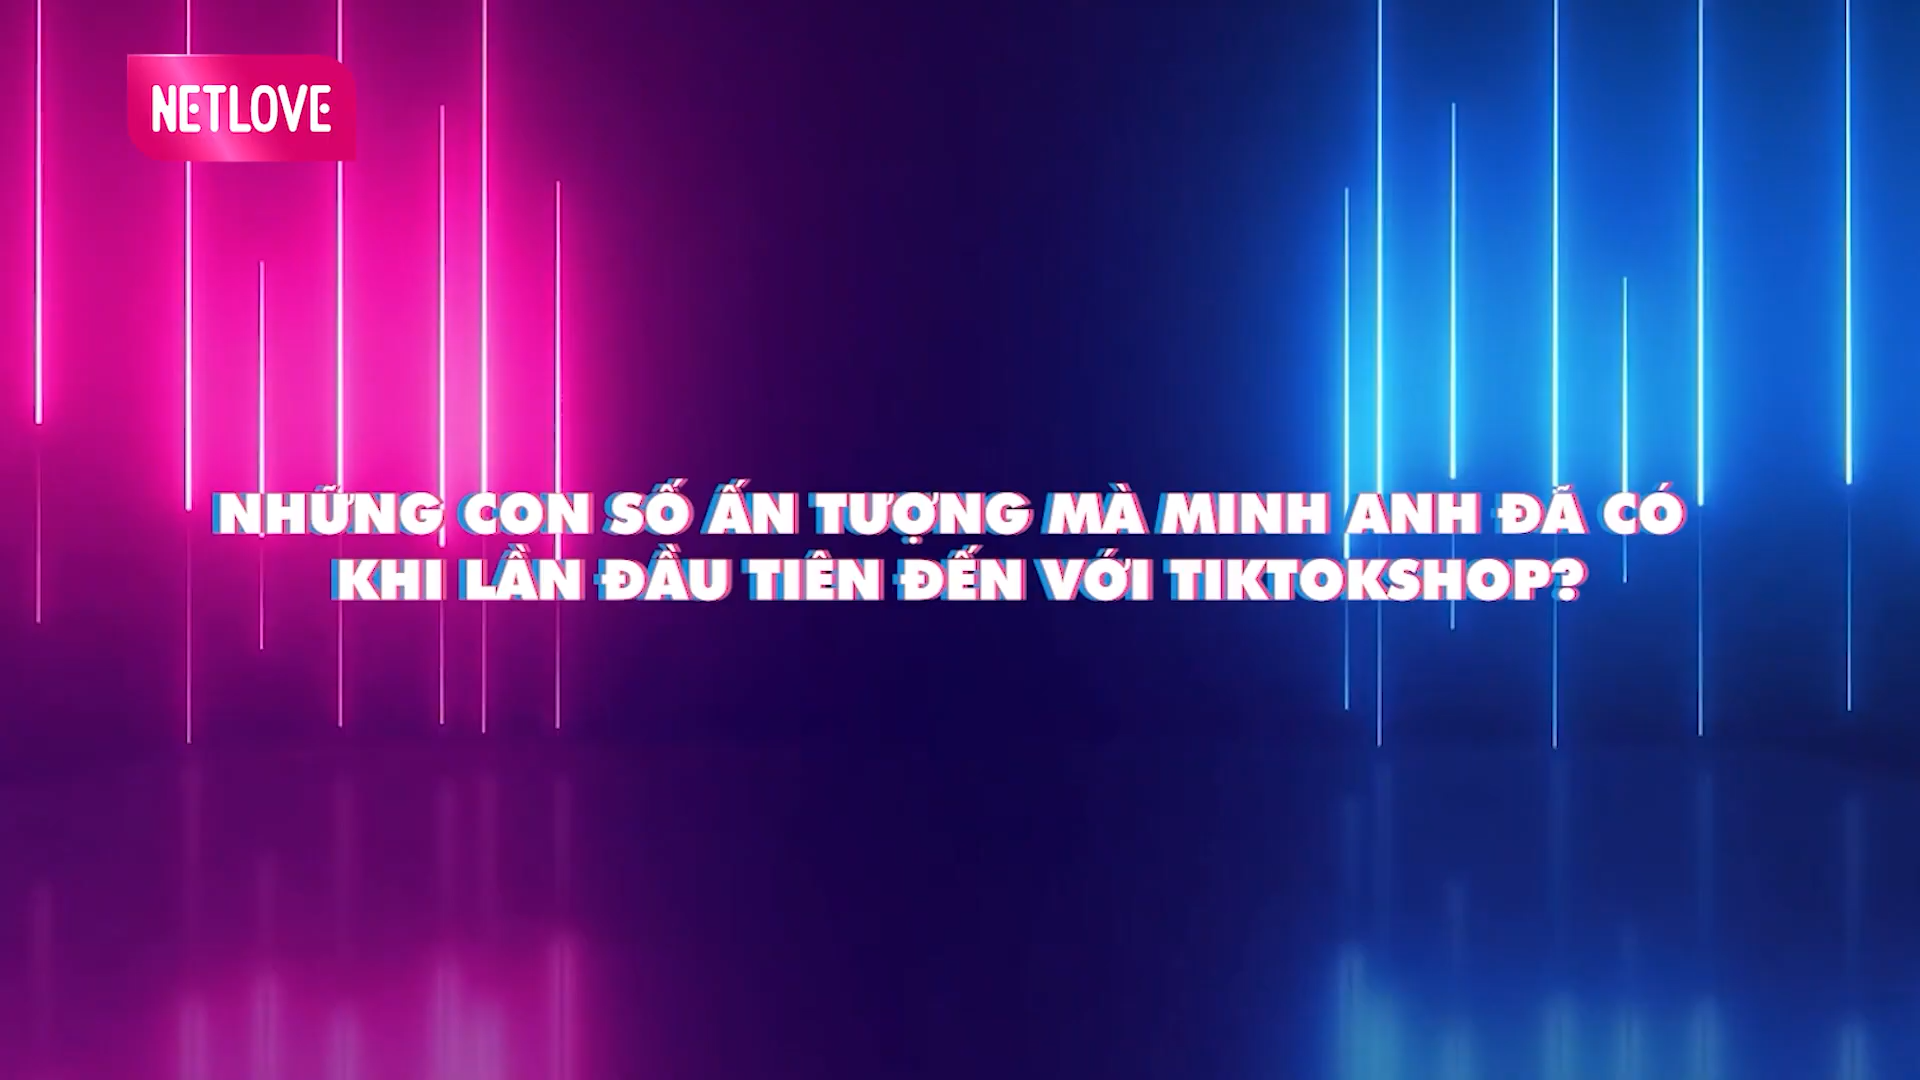 NETLOVE
NHỮNG CON SỐ ẤN TƯỢNG MÀ MINH ANH ĐÃ CÓ
KHI LẦN ĐẦU TIÊN ĐẾN VỚI TIKTOKSHOP?